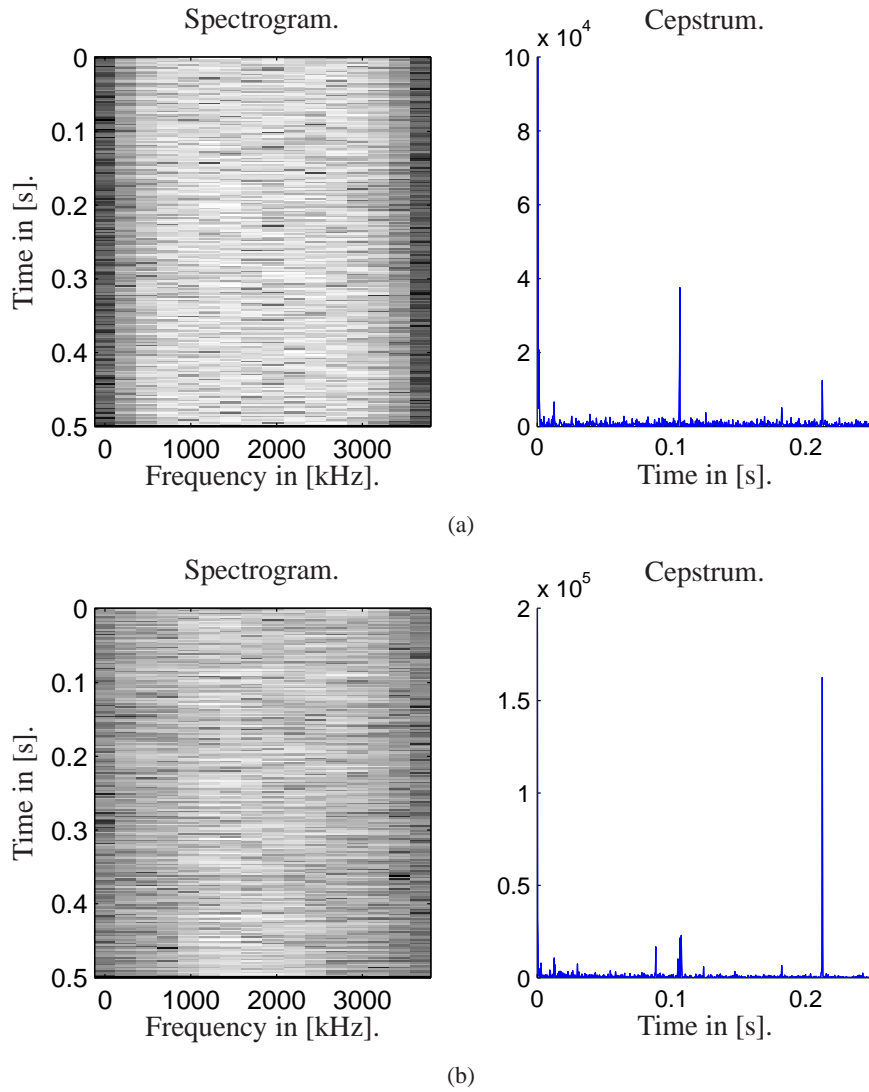 Spectrogram.
Cepstrum.
0
0.1
0.2
0.3
0.4
0.5
Time in [s].
0 1000 2000 3000
Frequency in [kHz].
x 10^4
10
8
6
4
2
0
0 0.1 0.2
Time in [s].
(a)
Spectrogram.
Cepstrum.
0
0.1
0.2
0.3
0.4
0.5
Time in [s].
0 1000 2000 3000
Frequency in [kHz].
x 10^5
2
1.5
1
0.5
0
0 0.1 0.2
Time in [s].
(b)